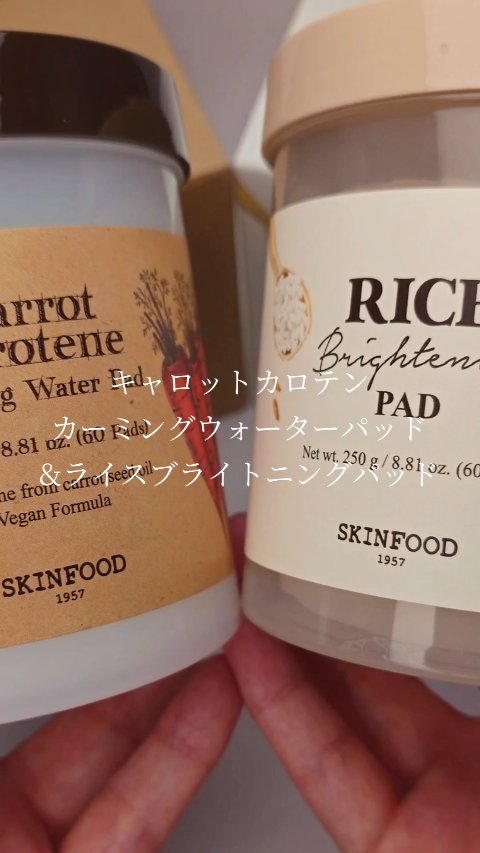 arrot
rotene
g Water Pad
8.81 oz. (60 Pads)
ne from carrot seed oil
Vegan Formula
SKINFOOD
1957
RICE
Brighten
PAD
Net wt. 250 g / 8.81 oz. (60
SKINFOOD
1957
キャロットカロテン
カーミングウォーターパッド
&ライスブライトニングパッド